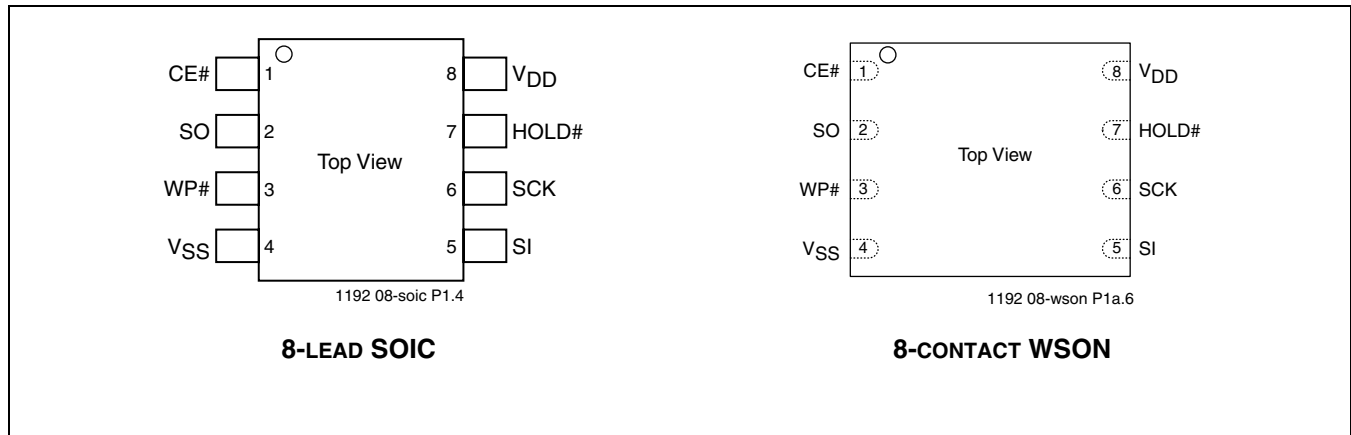 CE# 1 8 VDD
SO 2 7 HOLD#
Top View
WP# 3 6 SCK
VSS 4 5 SI
1192 08-soic P1.4
8-LEAD SOIC
CE# 1 8 VDD
SO 2 7 HOLD#
Top View
WP# 3 6 SCK
VSS 4 5 SI
1192 08-wson P1a.6
8-CONTACT WSON